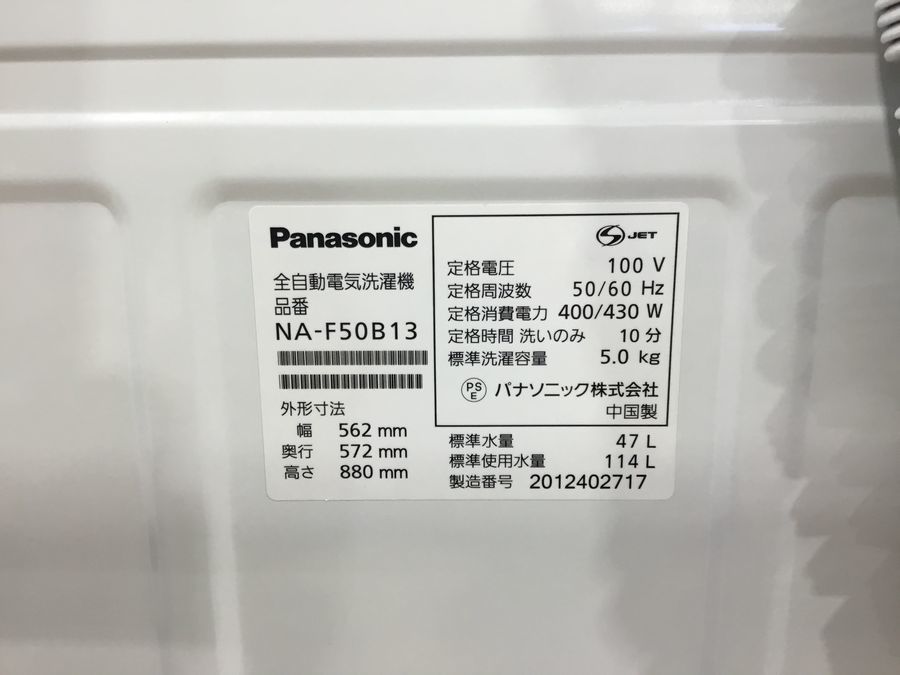 Panasonic
全自動電気洗濯機
品番
NA-F50B13
外形寸法
幅 562 mm
奥行 572 mm
高さ 880 mm
JET
定格電圧 100 V
定格周波数 50/60 Hz
定格消費電力 400/430 W
定格時間 洗いのみ 10 分
標準洗濯容量 5.0 kg
PSE パナソニック株式会社
中国製
標準水量 47 L
標準使用水量 114 L
製造番号 2012402717